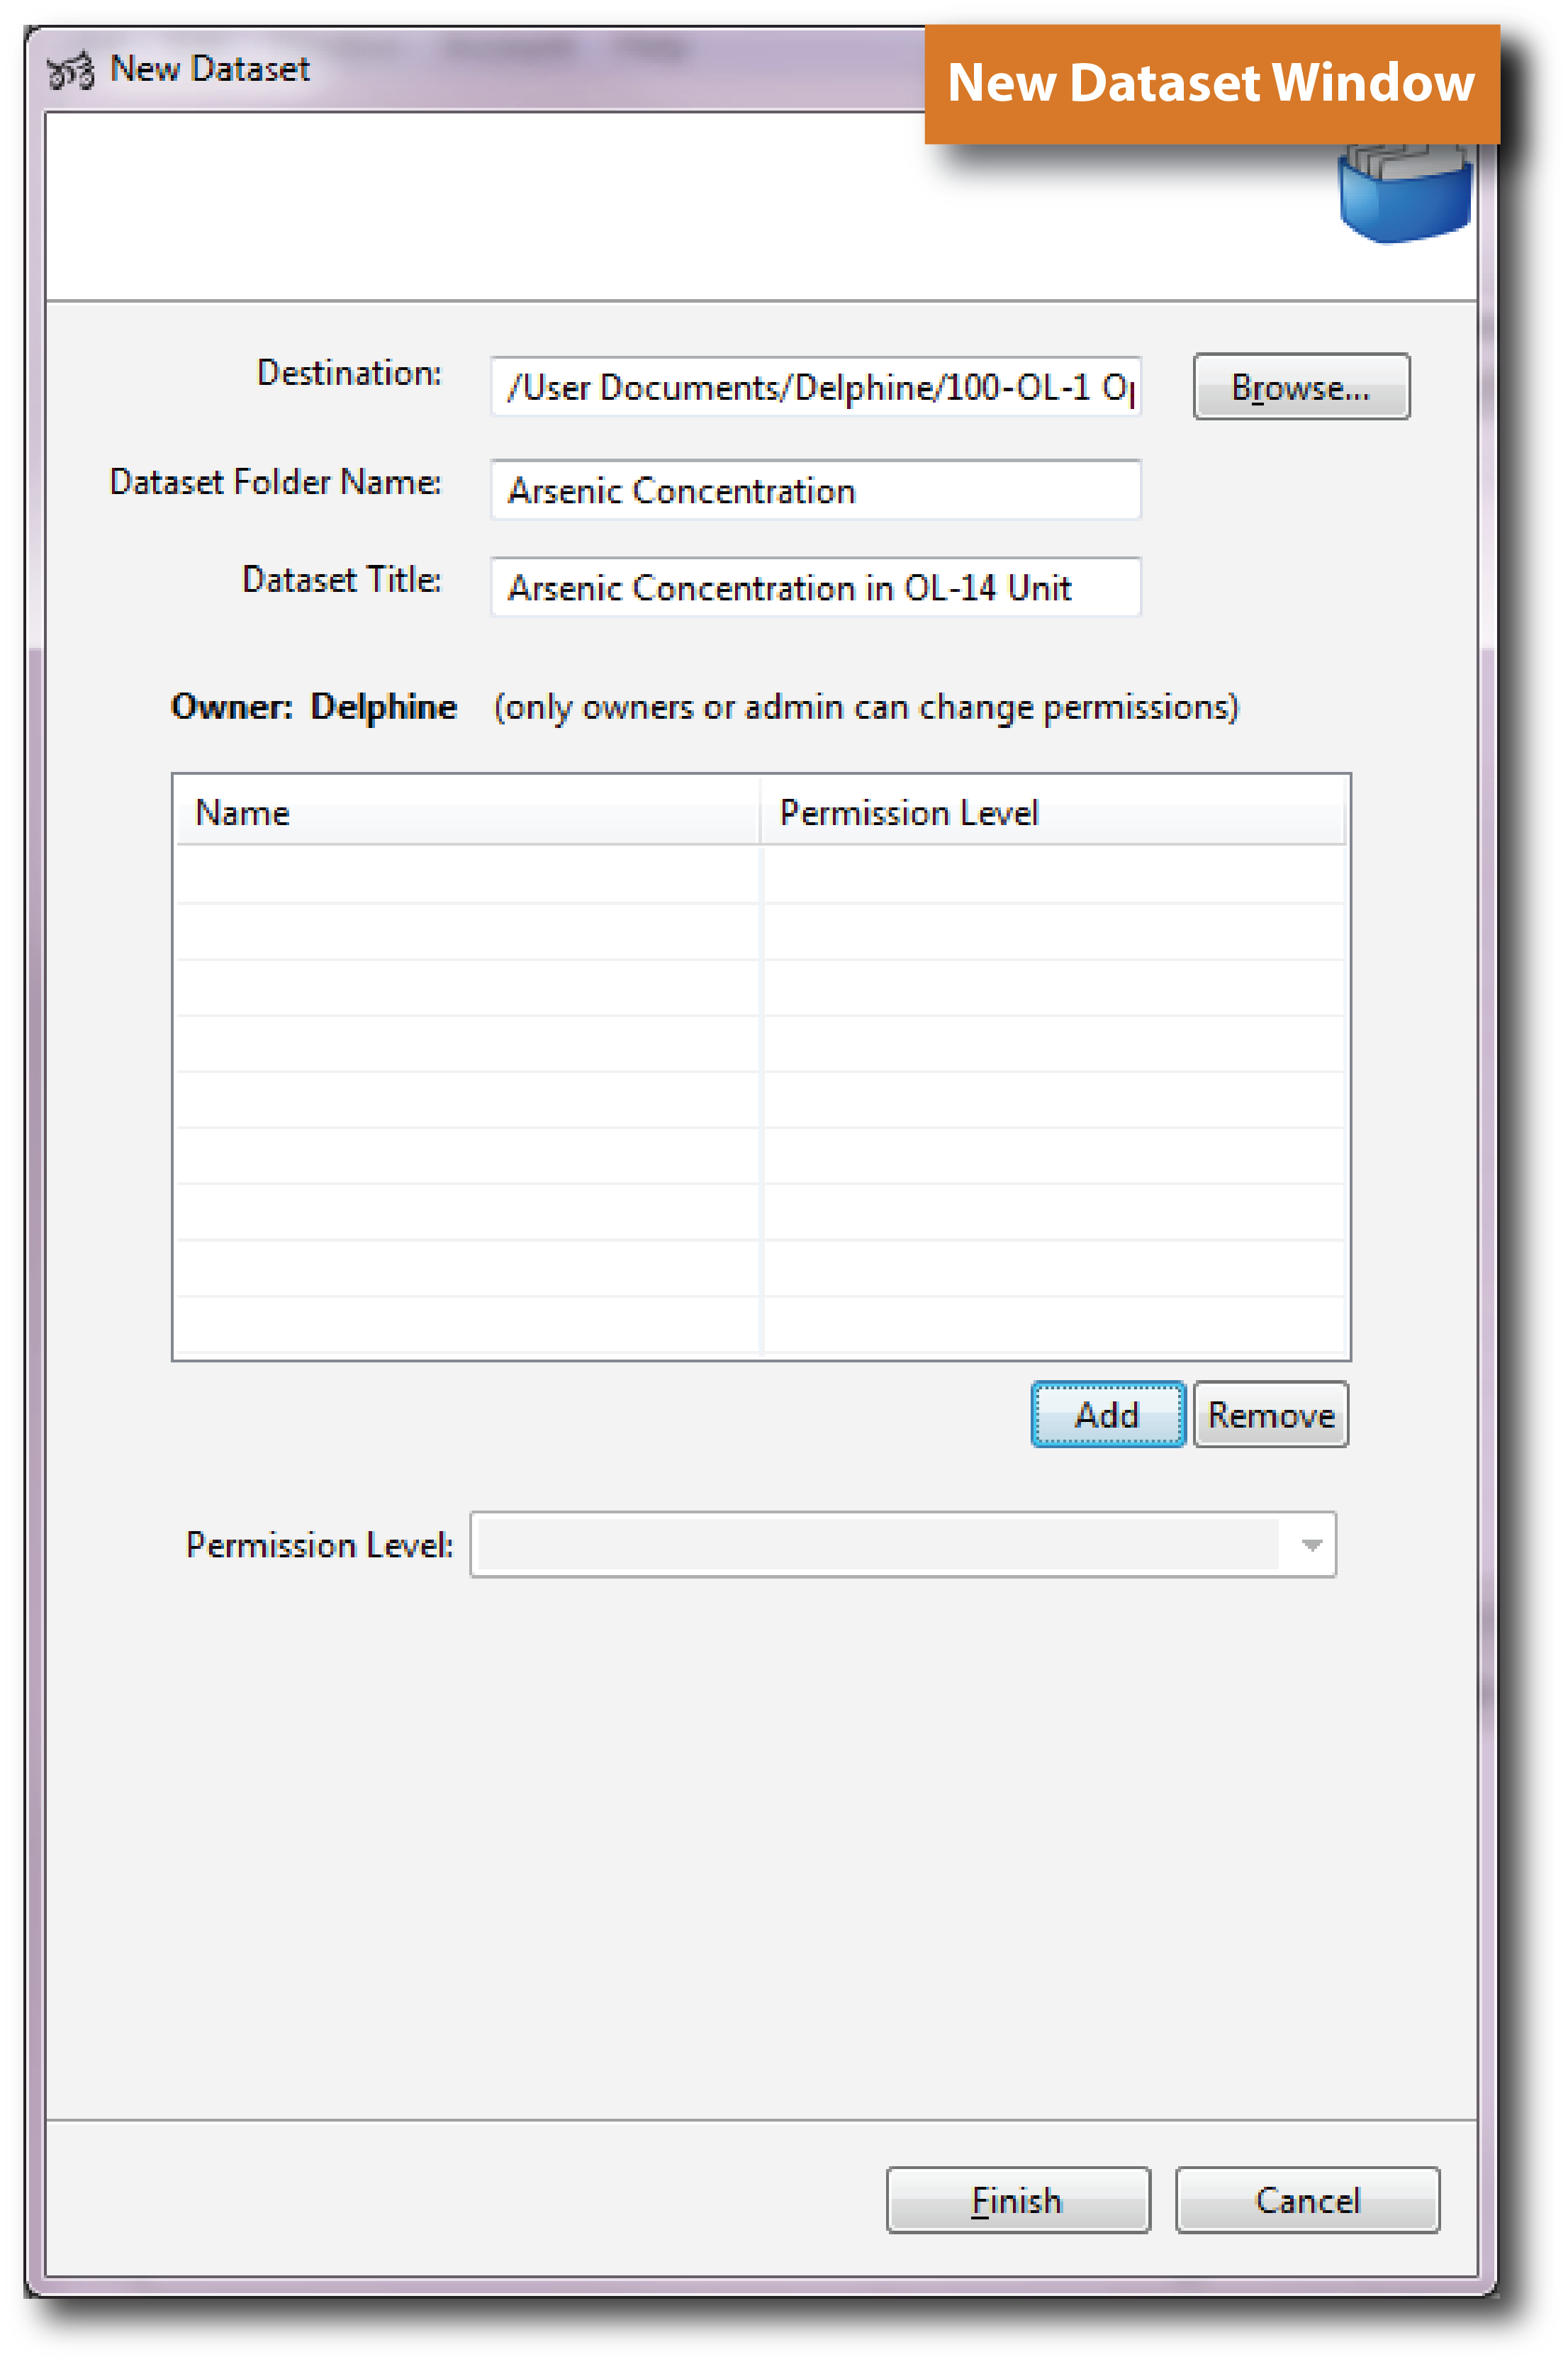 New Dataset
New Dataset Window
Destination: /User Documents/Delphine/100-OL-1 Browse...
Dataset Folder Name: Arsenic Concentration
Dataset Title: Arsenic Concentration in OL-14 Unit
Owner: Delphine (only owners or admin can change permissions)
Name Permission Level
Add Remove
Permission Level:
Finish Cancel